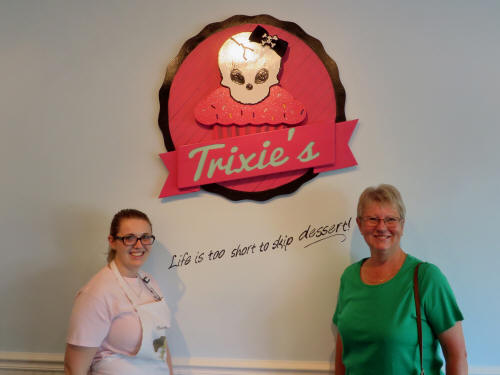 Trixie's
Life is too short to skip dessert!